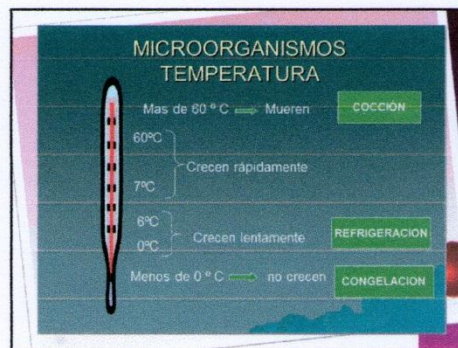 MICROORGANISMOS
TEMPERATURA
Mas de 60 º C ⟹ Mueren COCCIÓN
60ºC
Crecen rápidamente
7ºC
6ºC
Crecen lentamente REFRIGERACION
0ºC
Menos de 0 º C ⟹ no crecen CONGELACION